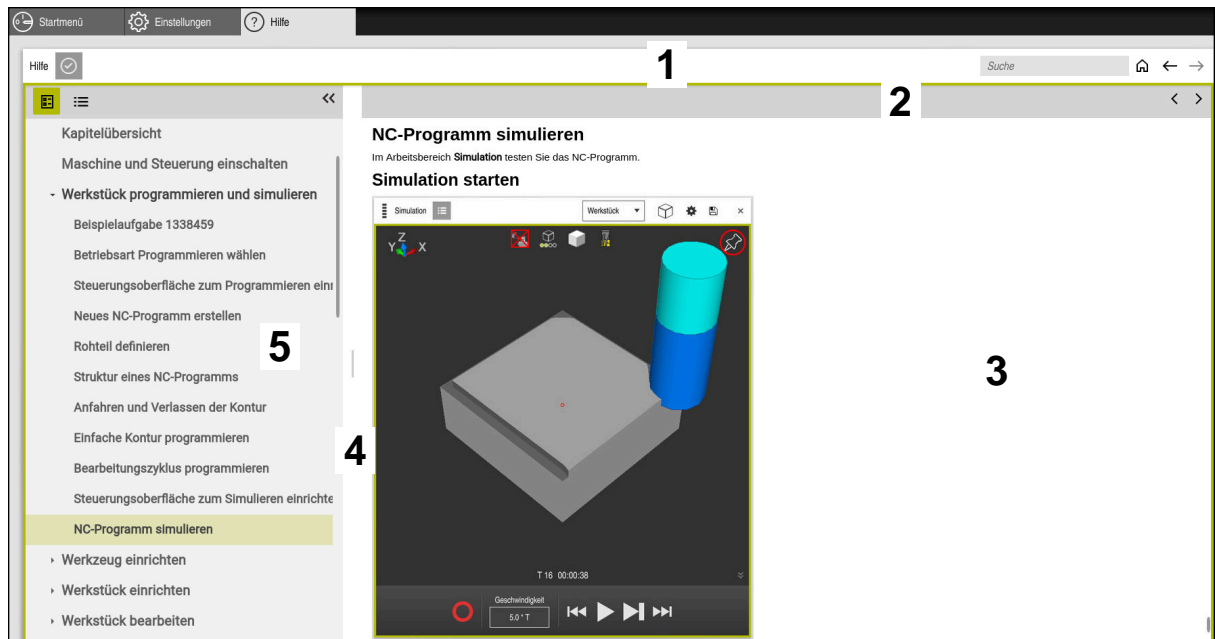 Startmenü
Einstellungen
Hilfe
1
Hilfe
Suche
2
Kapitelübersicht
Maschine und Steuerung einschalten
Werkstück programmieren und simulieren
Beispielaufgabe 1338459
Betriebsart Programmieren wählen
Steuerungsoberfläche zum Programmieren einr
Neues NC-Programm erstellen
Rohteil definieren
Struktur eines NC-Programms
Anfahren und Verlassen der Kontur
Einfache Kontur programmieren
Bearbeitungszyklus programmieren
Steuerungsoberfläche zum Simulieren einrichte
NC-Programm simulieren
Werkzeug einrichten
Werkstück einrichten
Werkstück bearbeiten
5
4
NC-Programm simulieren
Im Arbeitsbereich Simulation testen Sie das NC-Programm.
Simulation starten
Simulation
Werkstück
Z
Y X
T 16 00:00:38
Geschwindigkeit
5.0 * T
3